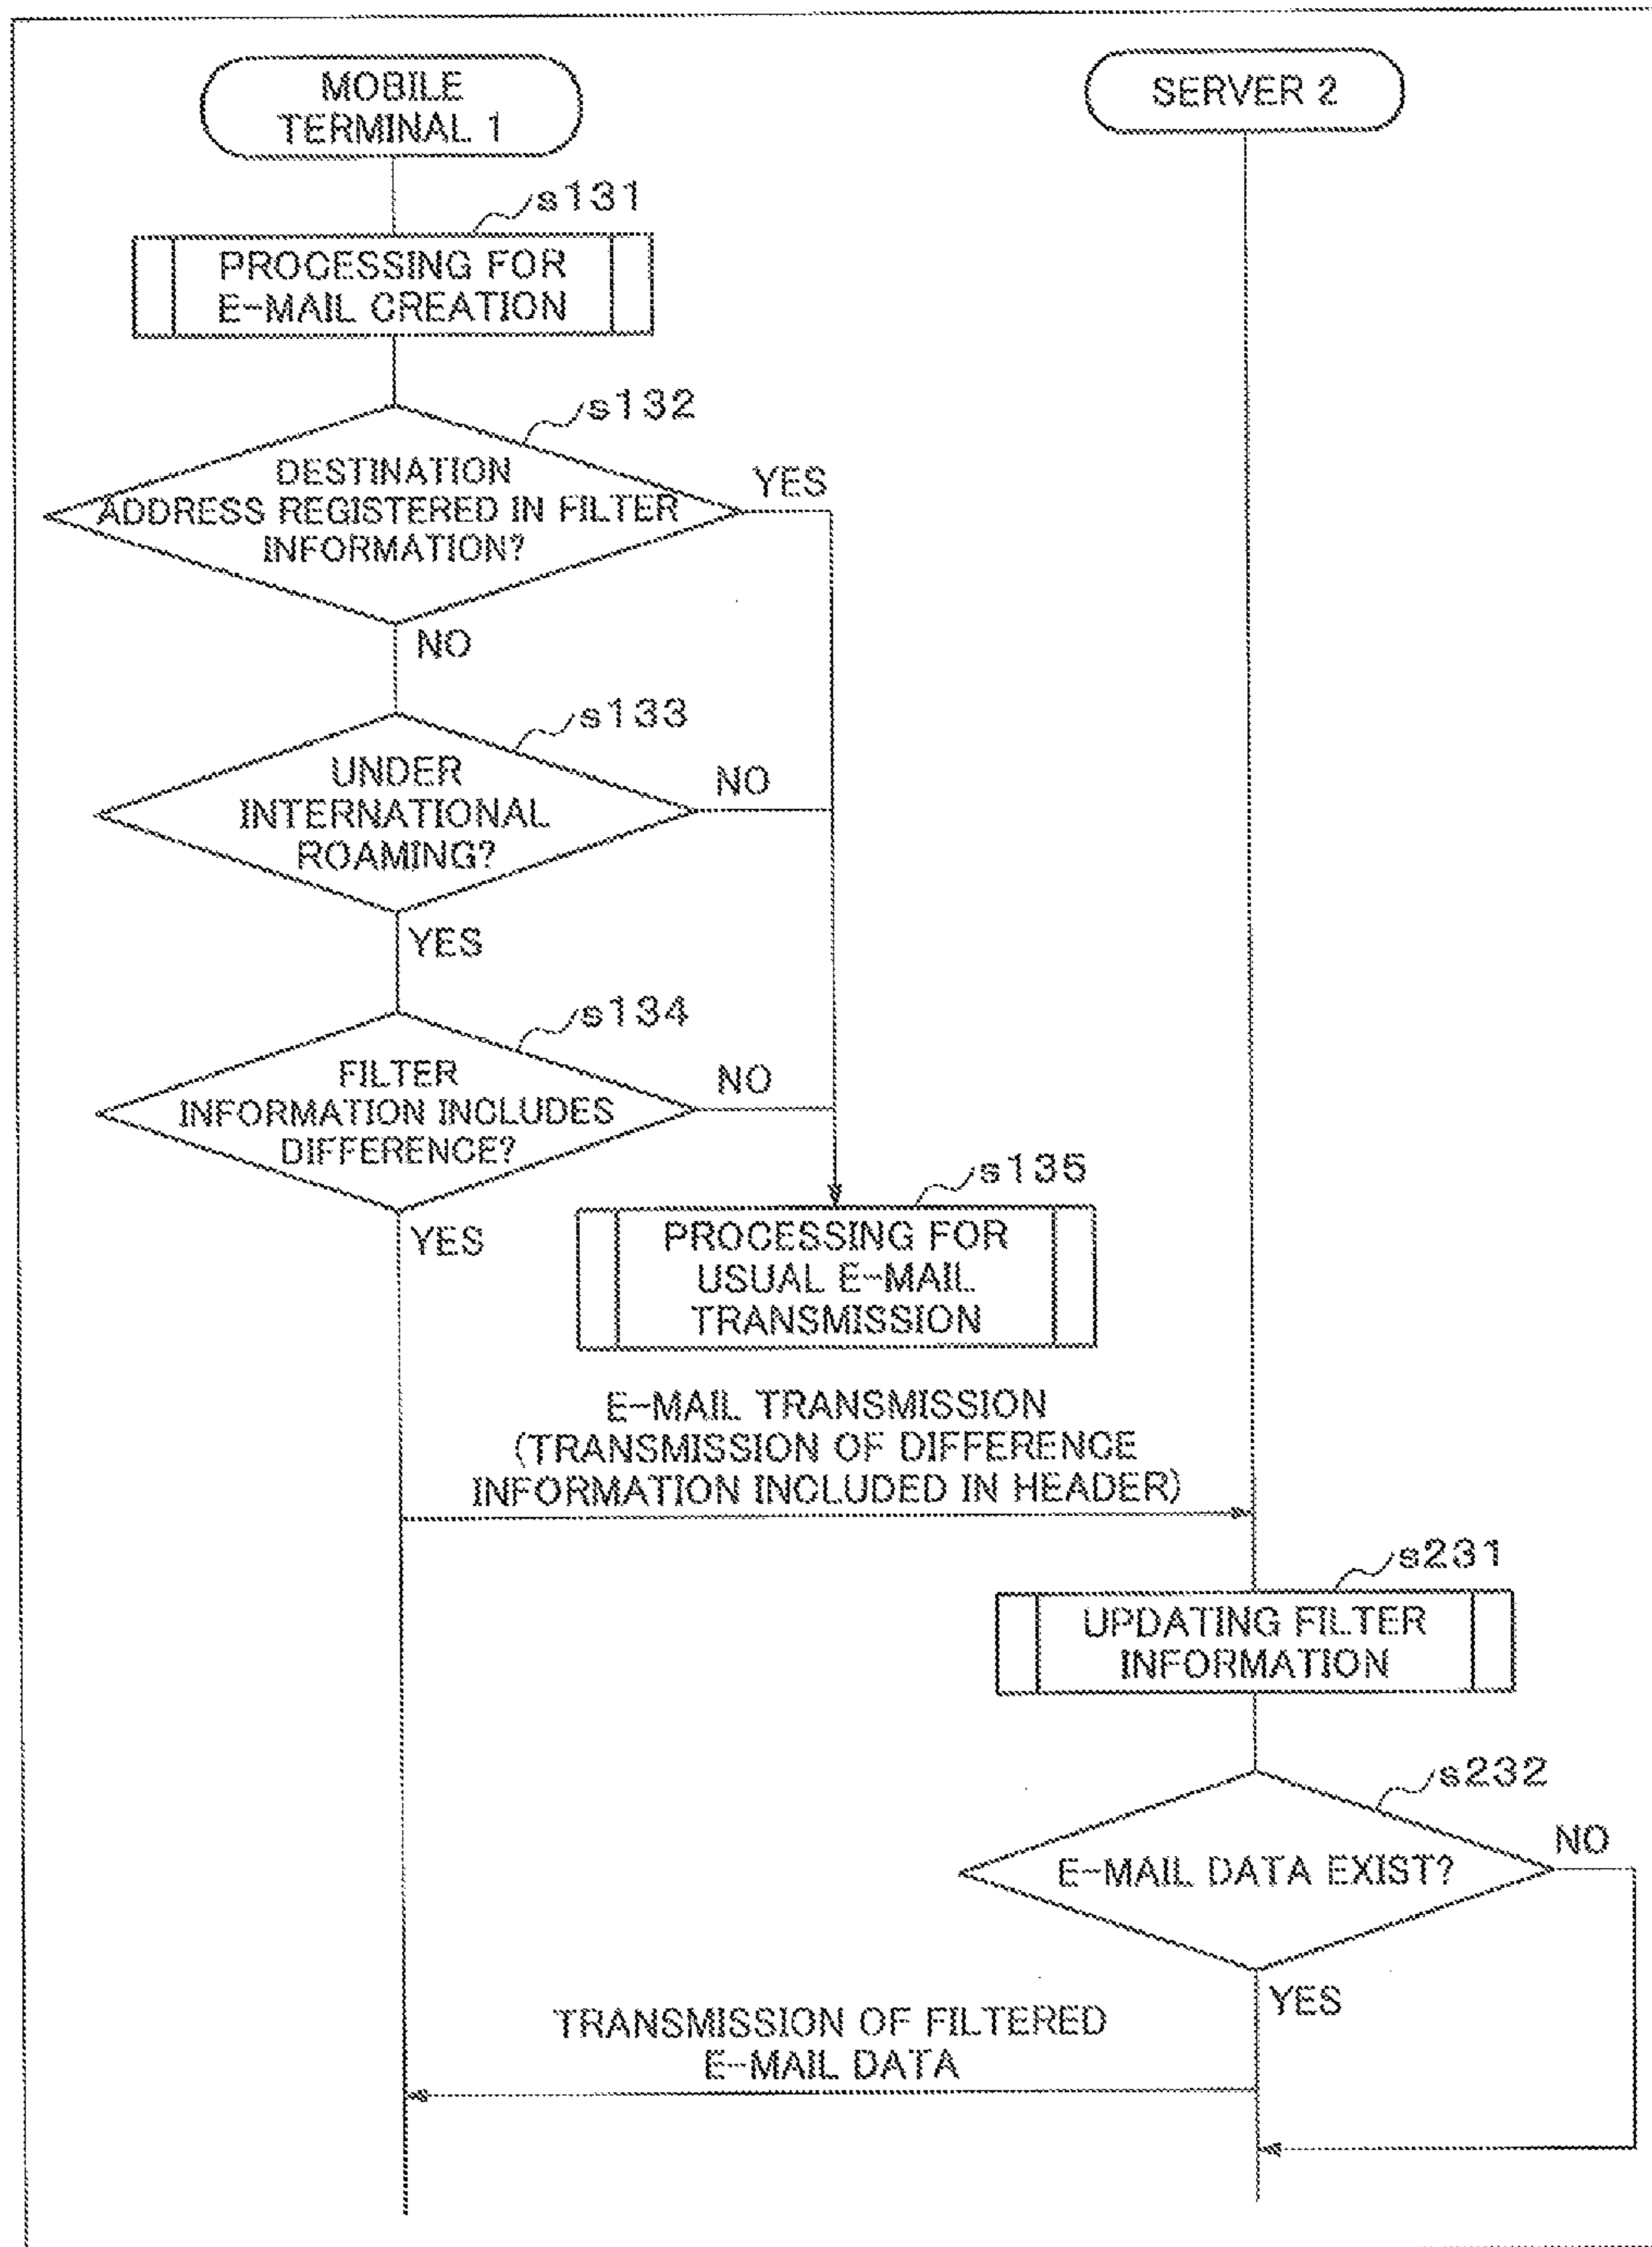 MOBILE
TERMINAL 1
SERVER 2
s131
PROCESSING FOR
E-MAIL CREATION
s132
DESTINATION
ADDRESS REGISTERED IN FILTER
INFORMATION?
YES
NO
s133
UNDER
INTERNATIONAL
ROAMING?
NO
YES
s134
FILTER
INFORMATION INCLUDES
DIFFERENCE?
NO
YES
s135
PROCESSING FOR
USUAL E-MAIL
TRANSMISSION
E-MAIL TRANSMISSION
(TRANSMISSION OF DIFFERENCE
INFORMATION INCLUDED IN HEADER)
s231
UPDATING FILTER
INFORMATION
s232
E-MAIL DATA EXIST?
NO
YES
TRANSMISSION OF FILTERED
E-MAIL DATA